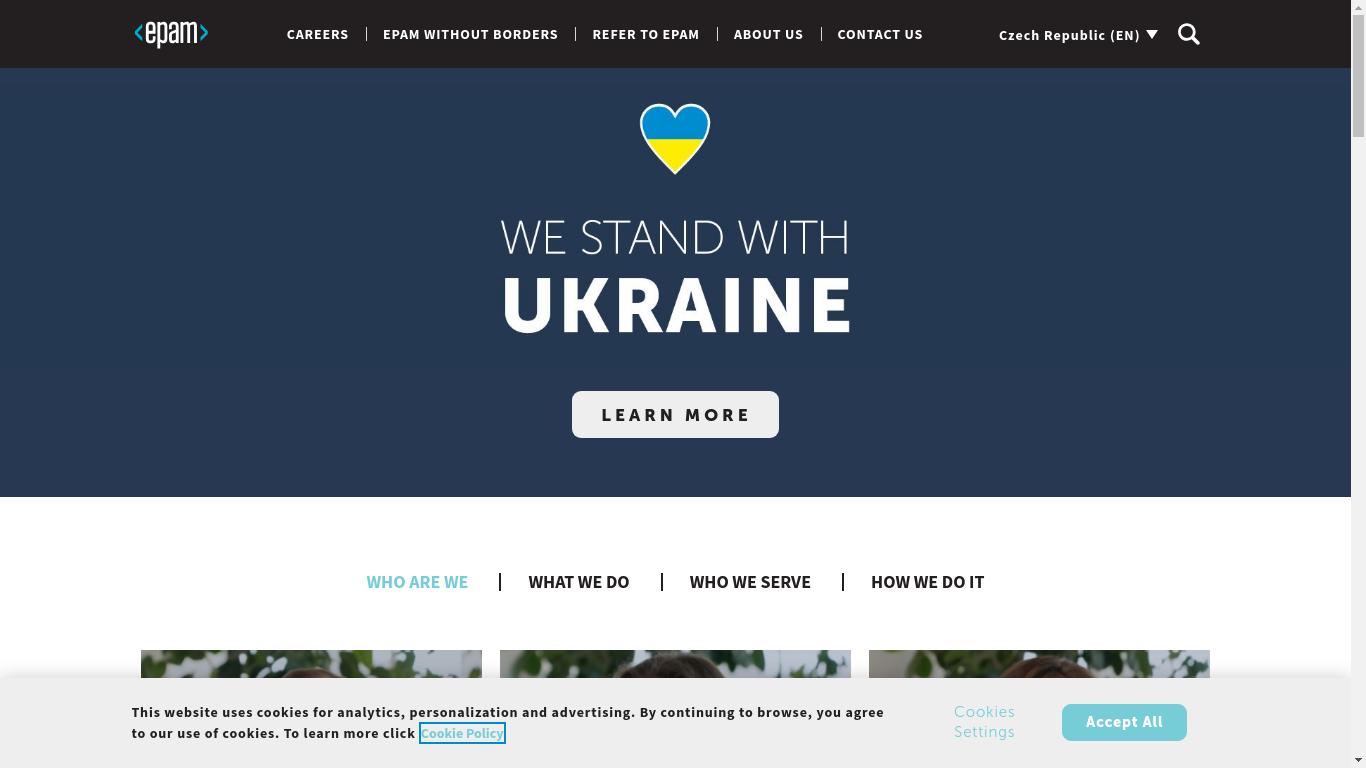 <epam>
CAREERS
EPAM WITHOUT BORDERS
REFER TO EPAM
ABOUT US
CONTACT US
Czech Republic (EN)
WE STAND WITH
UKRAINE
LEARN MORE
WHO ARE WE
WHAT WE DO
WHO WE SERVE
HOW WE DO IT
This website uses cookies for analytics, personalization and advertising. By continuing to browse, you agree
to our use of cookies. To learn more click Cookie Policy
Cookies
Settings
Accept All